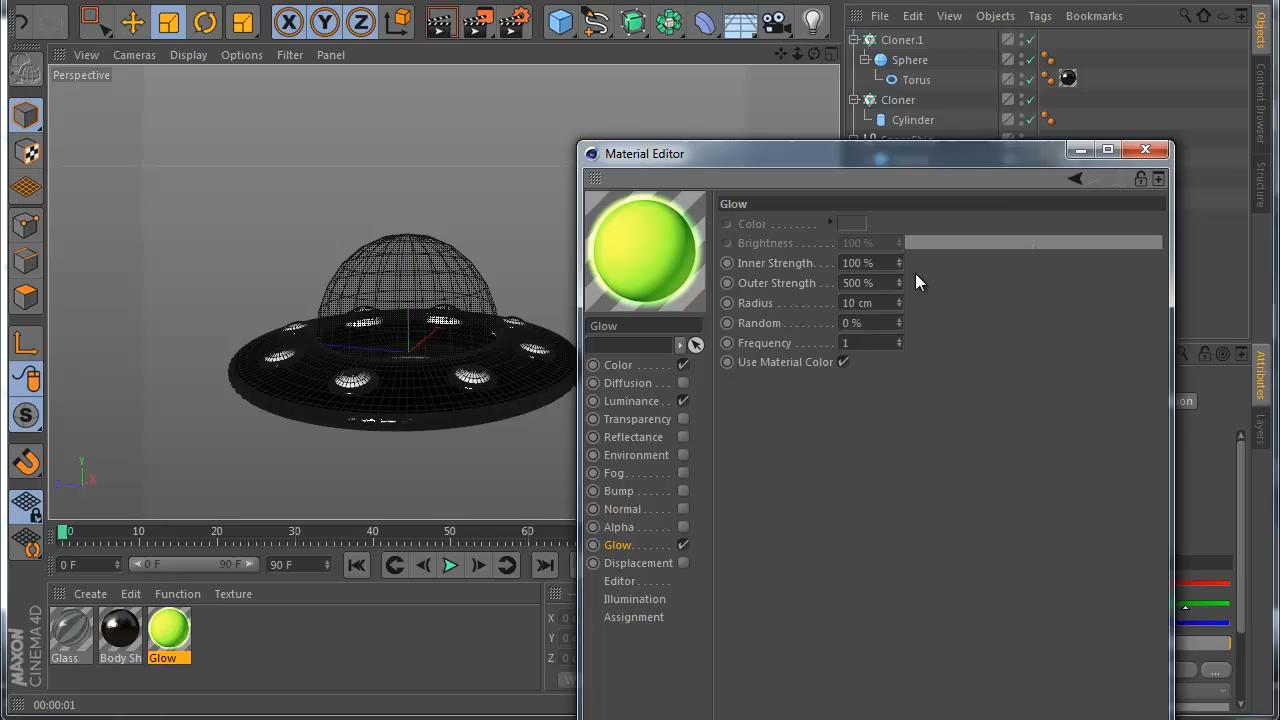 X Y Z
File Edit View Objects Tags Bookmarks
View Cameras Display Options Filter Panel
Perspective
Cloner.1
Sphere
Torus
Cloner
Cylinder
Objects
Content Browser
Structure
Attributes
Layers
Material Editor
Glow
Color
Brightness 100 %
Inner Strength 100 %
Outer Strength 500 %
Radius 10 cm
Random 0 %
Frequency 1
Use Material Color
Glow
Color
Diffusion
Luminance
Transparency
Reflectance
Environment
Fog
Bump
Normal
Alpha
Glow
Displacement
Editor
Illumination
Assignment
Y
Z X
S
0 10 20 30 40 50 60
0 F 0 F 90 F 90 F
Create Edit Function Texture
Glass Body Sh Glow
X 0
Y 0
Z 0
MAXON
CINEMA 4D
00:00:01